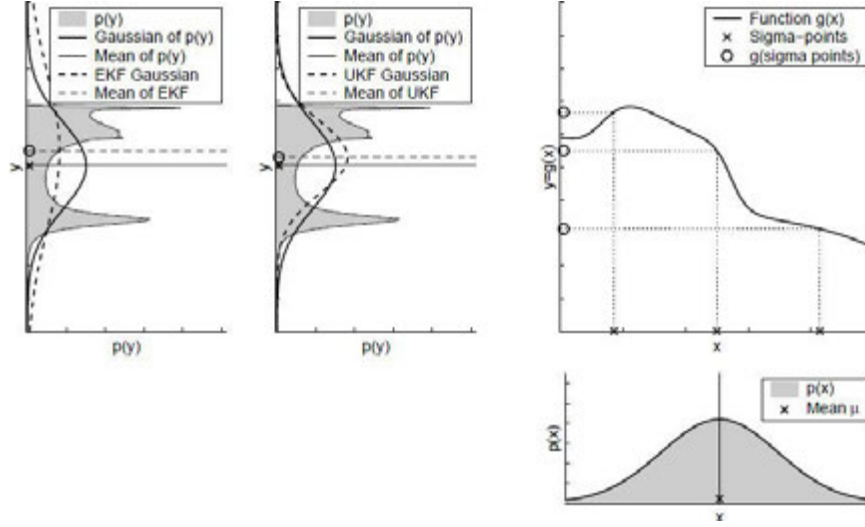 p(y)
Gaussian of p(y)
Mean of p(y)
EKF Gaussian
Mean of EKF
y
p(y)
p(y)
Gaussian of p(y)
Mean of p(y)
UKF Gaussian
Mean of UKF
y
p(y)
Function g(x)
Sigma-points
g(sigma points)
y=g(x)
x
p(x)
Mean μ
p(x)
x